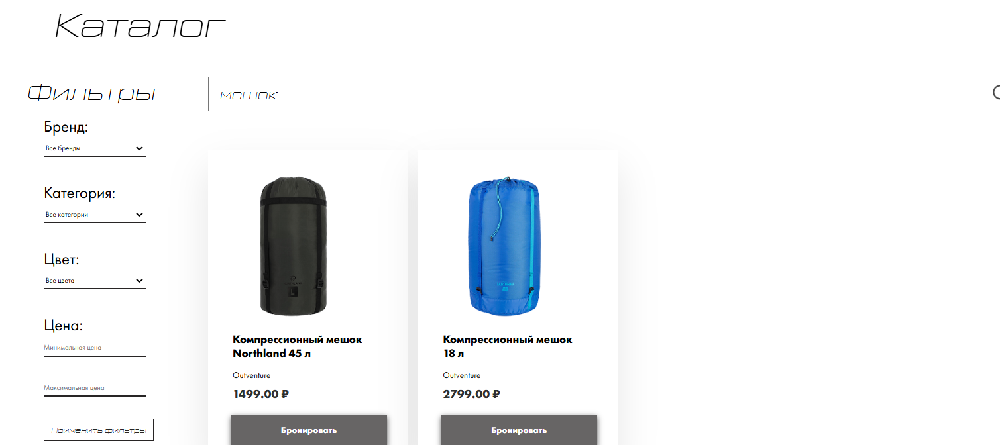 Каталог
Фильтры
мешок
Бренд:
Все бренды
Категория:
Все категории
Цвет:
Все цвета
Цена:
Минимальная цена
Максимальная цена
Применить фильтры
L
Компрессионный мешок
Northland 45 л
Outventure
1499.00 ₽
Бронировать
TATONKA
Компрессионный мешок
18 л
Outventure
2799.00 ₽
Бронировать